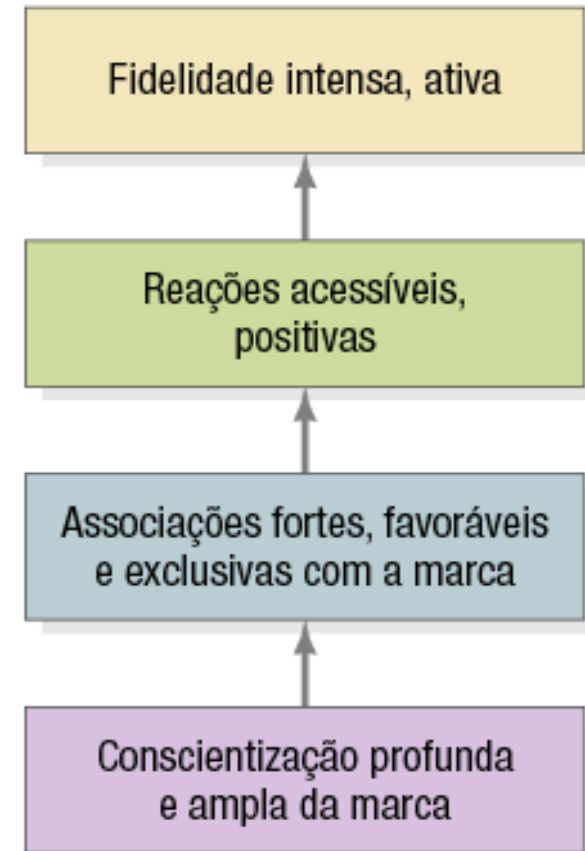 Fidelidade intensa, ativa
Reações acessíveis,
positivas
Associações fortes, favoráveis
e exclusivas com a marca
Conscientização profunda
e ampla da marca